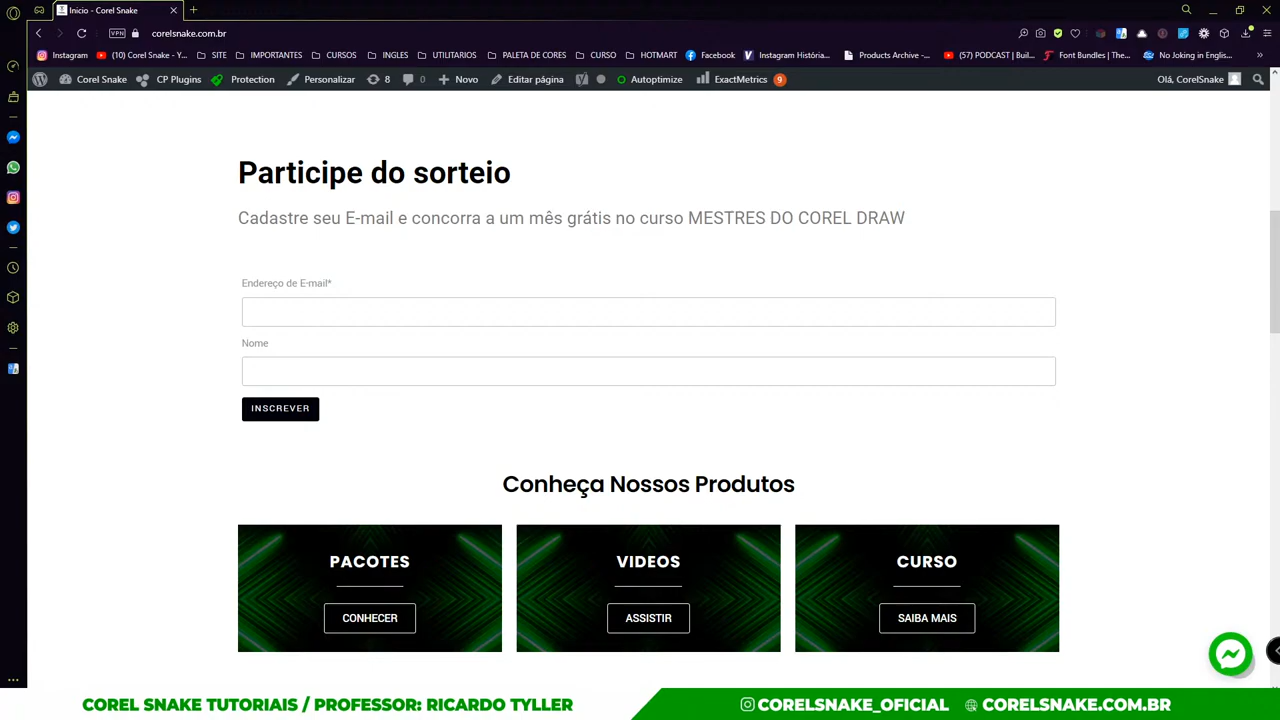 Início - Corel Snake
VPN corelsnake.com.br
Instagram (10) Corel Snake - Y... SITE IMPORTANTES CURSOS INGLES UTILITARIOS PALETA DE CORES CURSO HOTMART Facebook Instagram História... Products Archive -... (57) PODCAST | Bui... Font Bundles | The... No Joking in Englis...
Corel Snake CP Plugins Protection Personalizar 8 0 Novo Editar página Autoptimize ExactMetrics 9 Olá, CorelSnake
Participe do sorteio
Cadastre seu E-mail e concorra a um mês grátis no curso MESTRES DO COREL DRAW
Endereço de E-mail*
Nome
INSCREVER
Conheça Nossos Produtos
PACOTES VIDEOS CURSO
CONHECER ASSISTIR SAIBA MAIS
COREL SNAKE TUTORIAIS / PROFESSOR: RICARDO TYLLER CORELSNAKE_OFICIAL CORELSNAKE.COM.BR